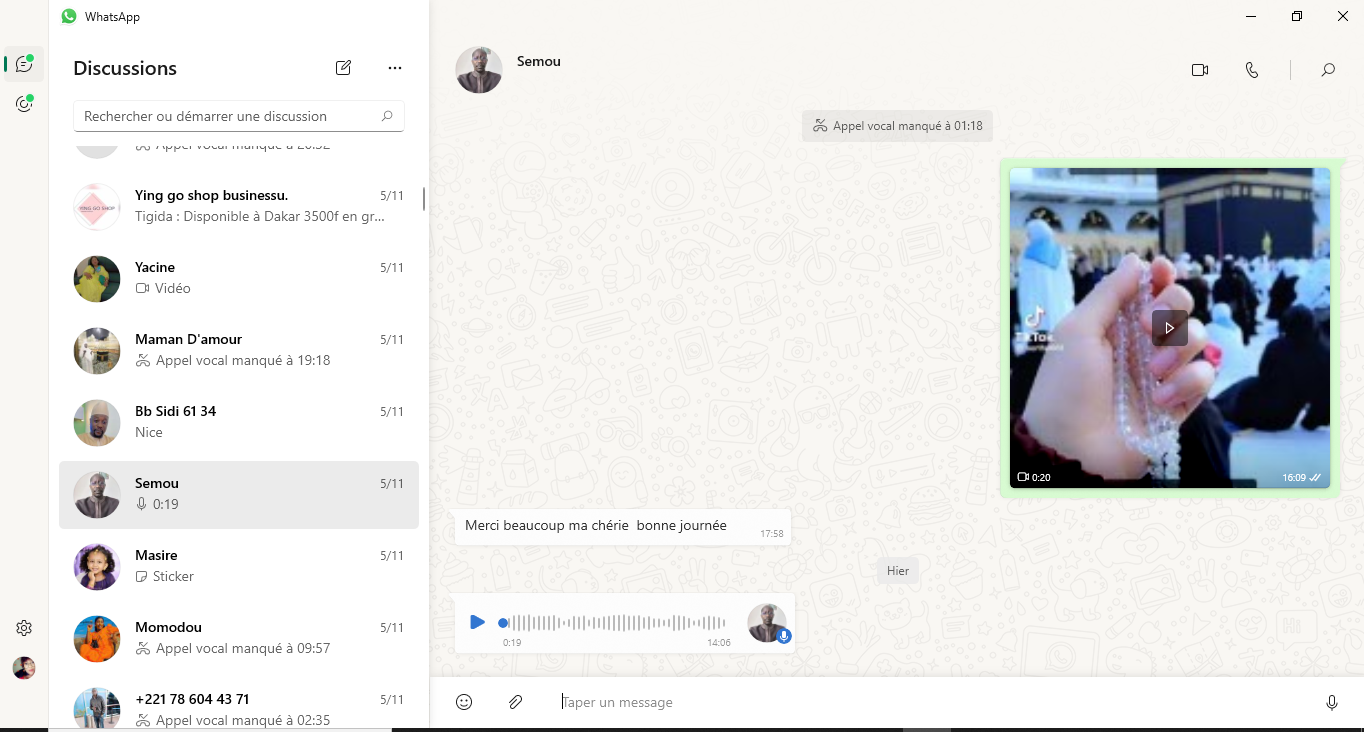 WhatsApp
Discussions
Rechercher ou démarrer une discussion
Appel vocal manqué à 20:52
Ying go shop businessu. 5/11
Tigida : Disponible à Dakar 3500f en gr...
YING GO SHOP
Yacine 5/11
Vidéo
Maman D'amour 5/11
Appel vocal manqué à 19:18
Bb Sidi 61 34 5/11
Nice
Semou 5/11
0:19
Masire 5/11
Sticker
Momodou 5/11
Appel vocal manqué à 09:57
+221 78 604 43 71 5/11
Appel vocal manqué à 02:35
Semou
Appel vocal manqué à 01:18
TikTok
0:20 16:09
Merci beaucoup ma chérie bonne journée
17:58
Hier
0:19 14:06
Taper un message